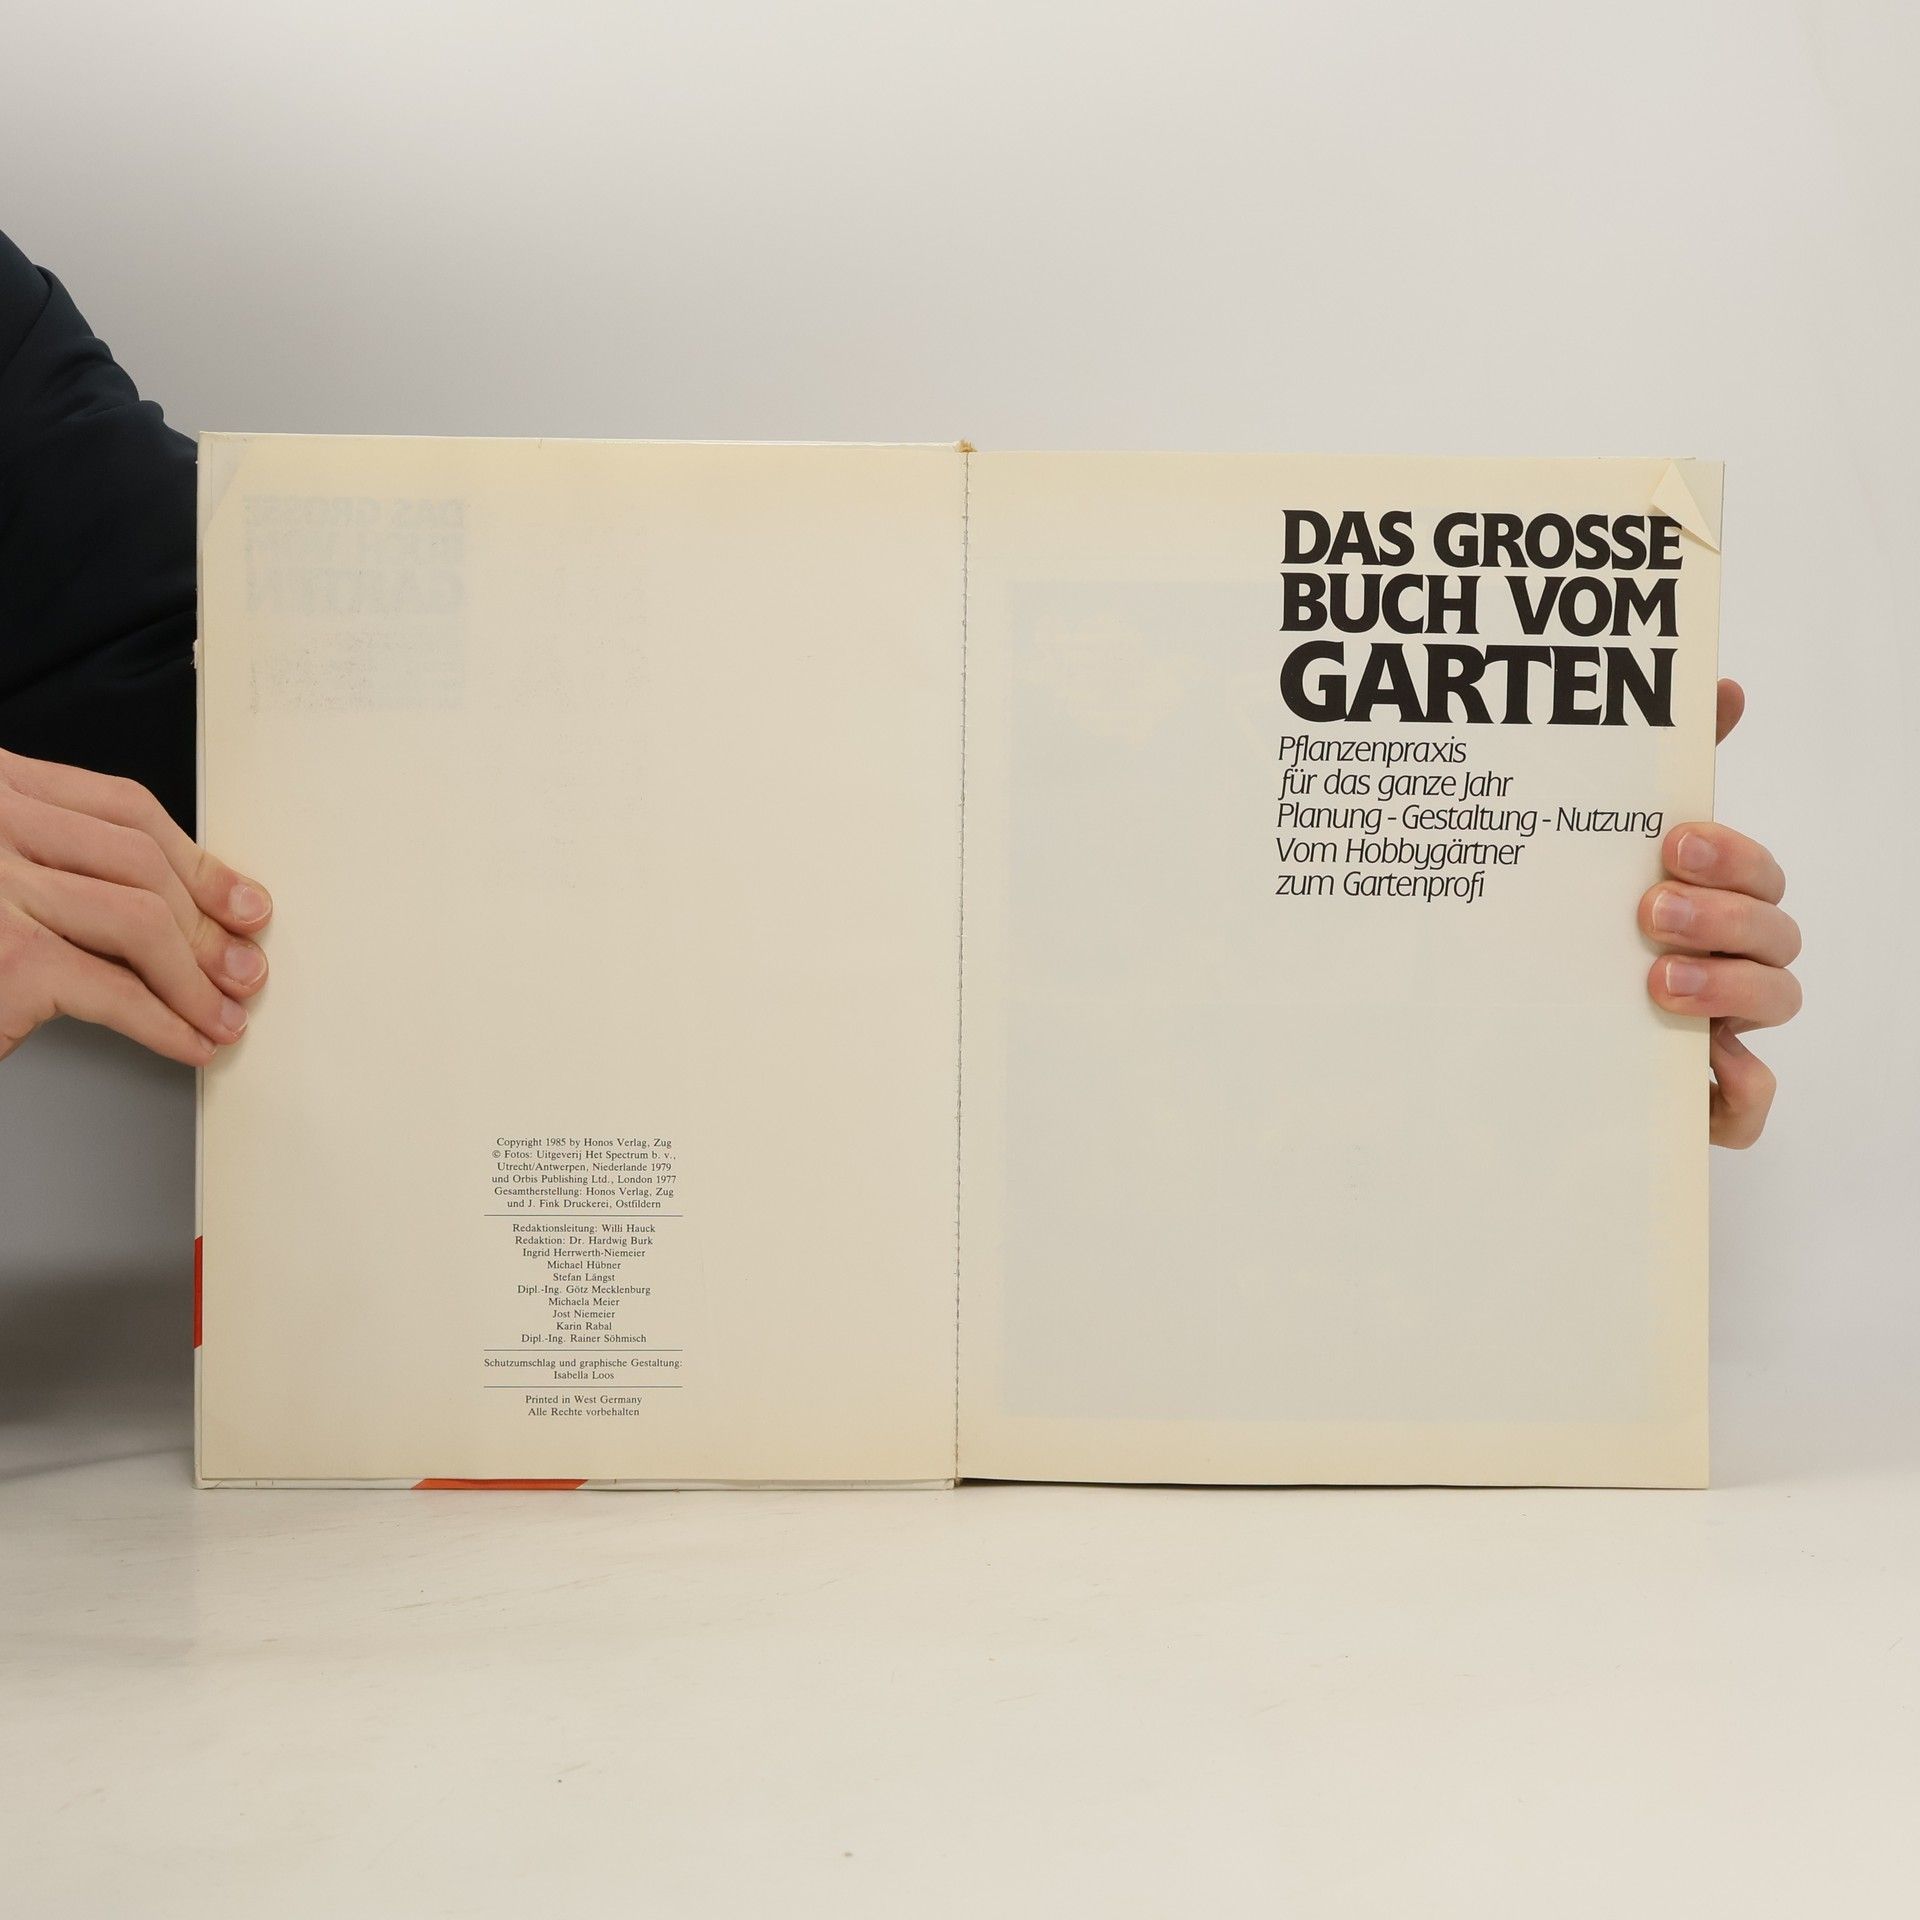 Copyright 1985 by Honos Verlag, Zug
© Fotos: Uitgeverij Het Spectrum b. v.,
Utrecht/Antwerpen, Niederlande 1979
und Orbis Publishing Ltd., London 1977
Gesamtherstellung: Honos Verlag, Zug
und J. Fink Druckerei, Ostfildern
Redaktionsleitung: Willi Hauck
Redaktion: Dr. Hardwig Burk
Ingrid Herrwerth-Niemeier
Michael Hübner
Stefan Längst
Dipl.-Ing. Götz Mecklenburg
Michaela Meier
Jost Niemeier
Karin Rabal
Dipl.-Ing. Rainer Söhmisch
Schutzumschlag und graphische Gestaltung:
Isabella Loos
Printed in West Germany
Alle Rechte vorbehalten
DAS GROSSE
BUCH VOM
GARTEN
Pflanzenpraxis
für das ganze Jahr
Planung - Gestaltung - Nutzung
Vom Hobbygärtner
zum Gartenprofi